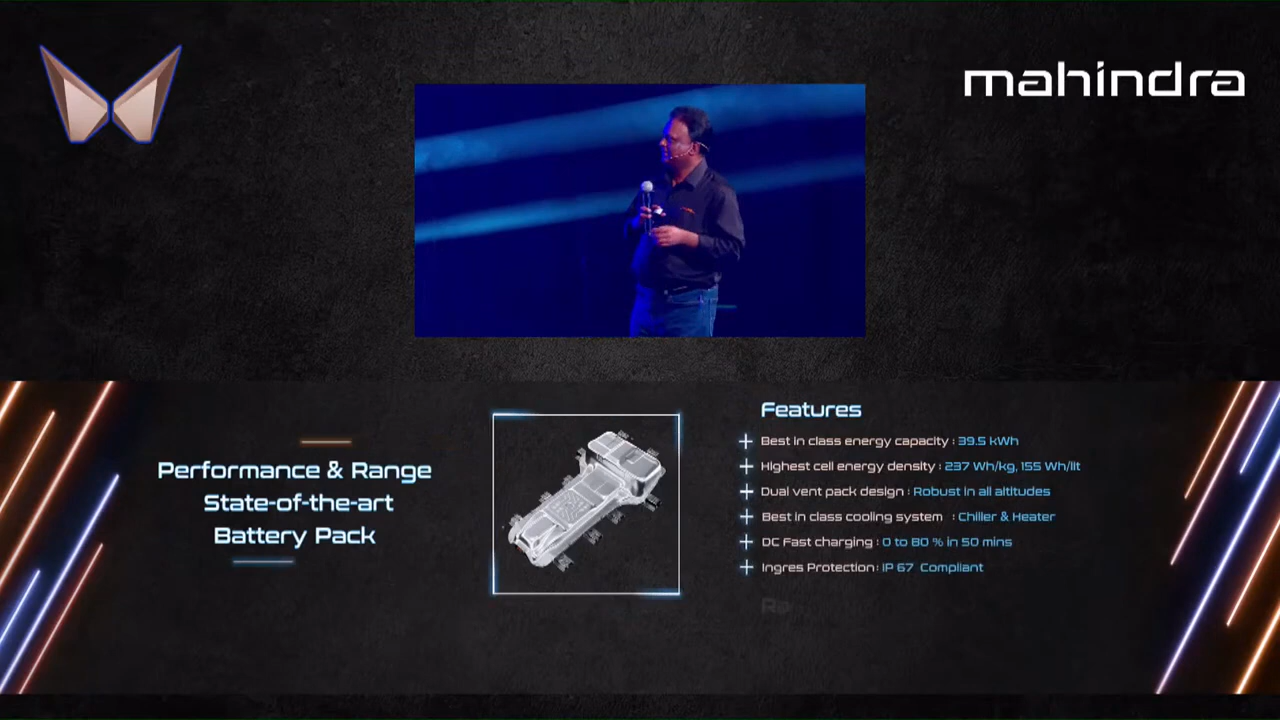 mahindra
Performance & Range
State-of-the-art
Battery Pack
Features
Best in class energy capacity : 39.5 kWh
Highest cell energy density : 237 Wh/kg, 155 Wh/lit
Dual vent pack design : Robust in all altitudes
Best in class cooling system : Chiller & Heater
DC Fast charging : 0 to 80 % in 50 mins
Ingres Protection : IP 67 Compliant